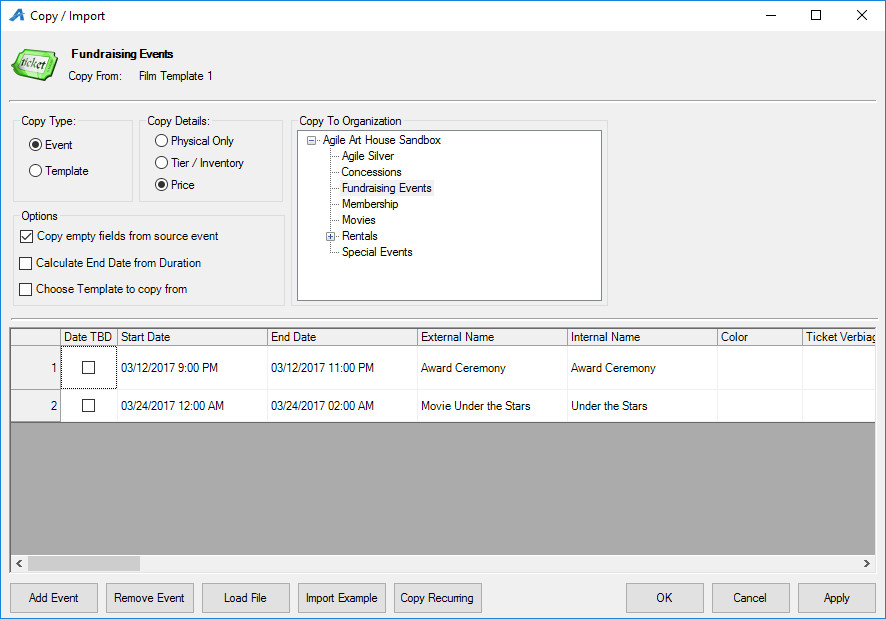 Copy / Import
ticket
Fundraising Events
Copy From: Film Template 1
Copy Type:
Event
Template
Copy Details:
Physical Only
Tier / Inventory
Price
Options
Copy empty fields from source event
Calculate End Date from Duration
Choose Template to copy from
Copy To Organization
Agile Art House Sandbox
Agile Silver
Concessions
Fundraising Events
Membership
Movies
Rentals
Special Events
Date TBD Start Date End Date External Name Internal Name Color Ticket Verbiag
1 03/12/2017 9:00 PM 03/12/2017 11:00 PM Award Ceremony Award Ceremony
2 03/24/2017 12:00 AM 03/24/2017 02:00 AM Movie Under the Stars Under the Stars
Add Event Remove Event Load File Import Example Copy Recurring OK Cancel Apply